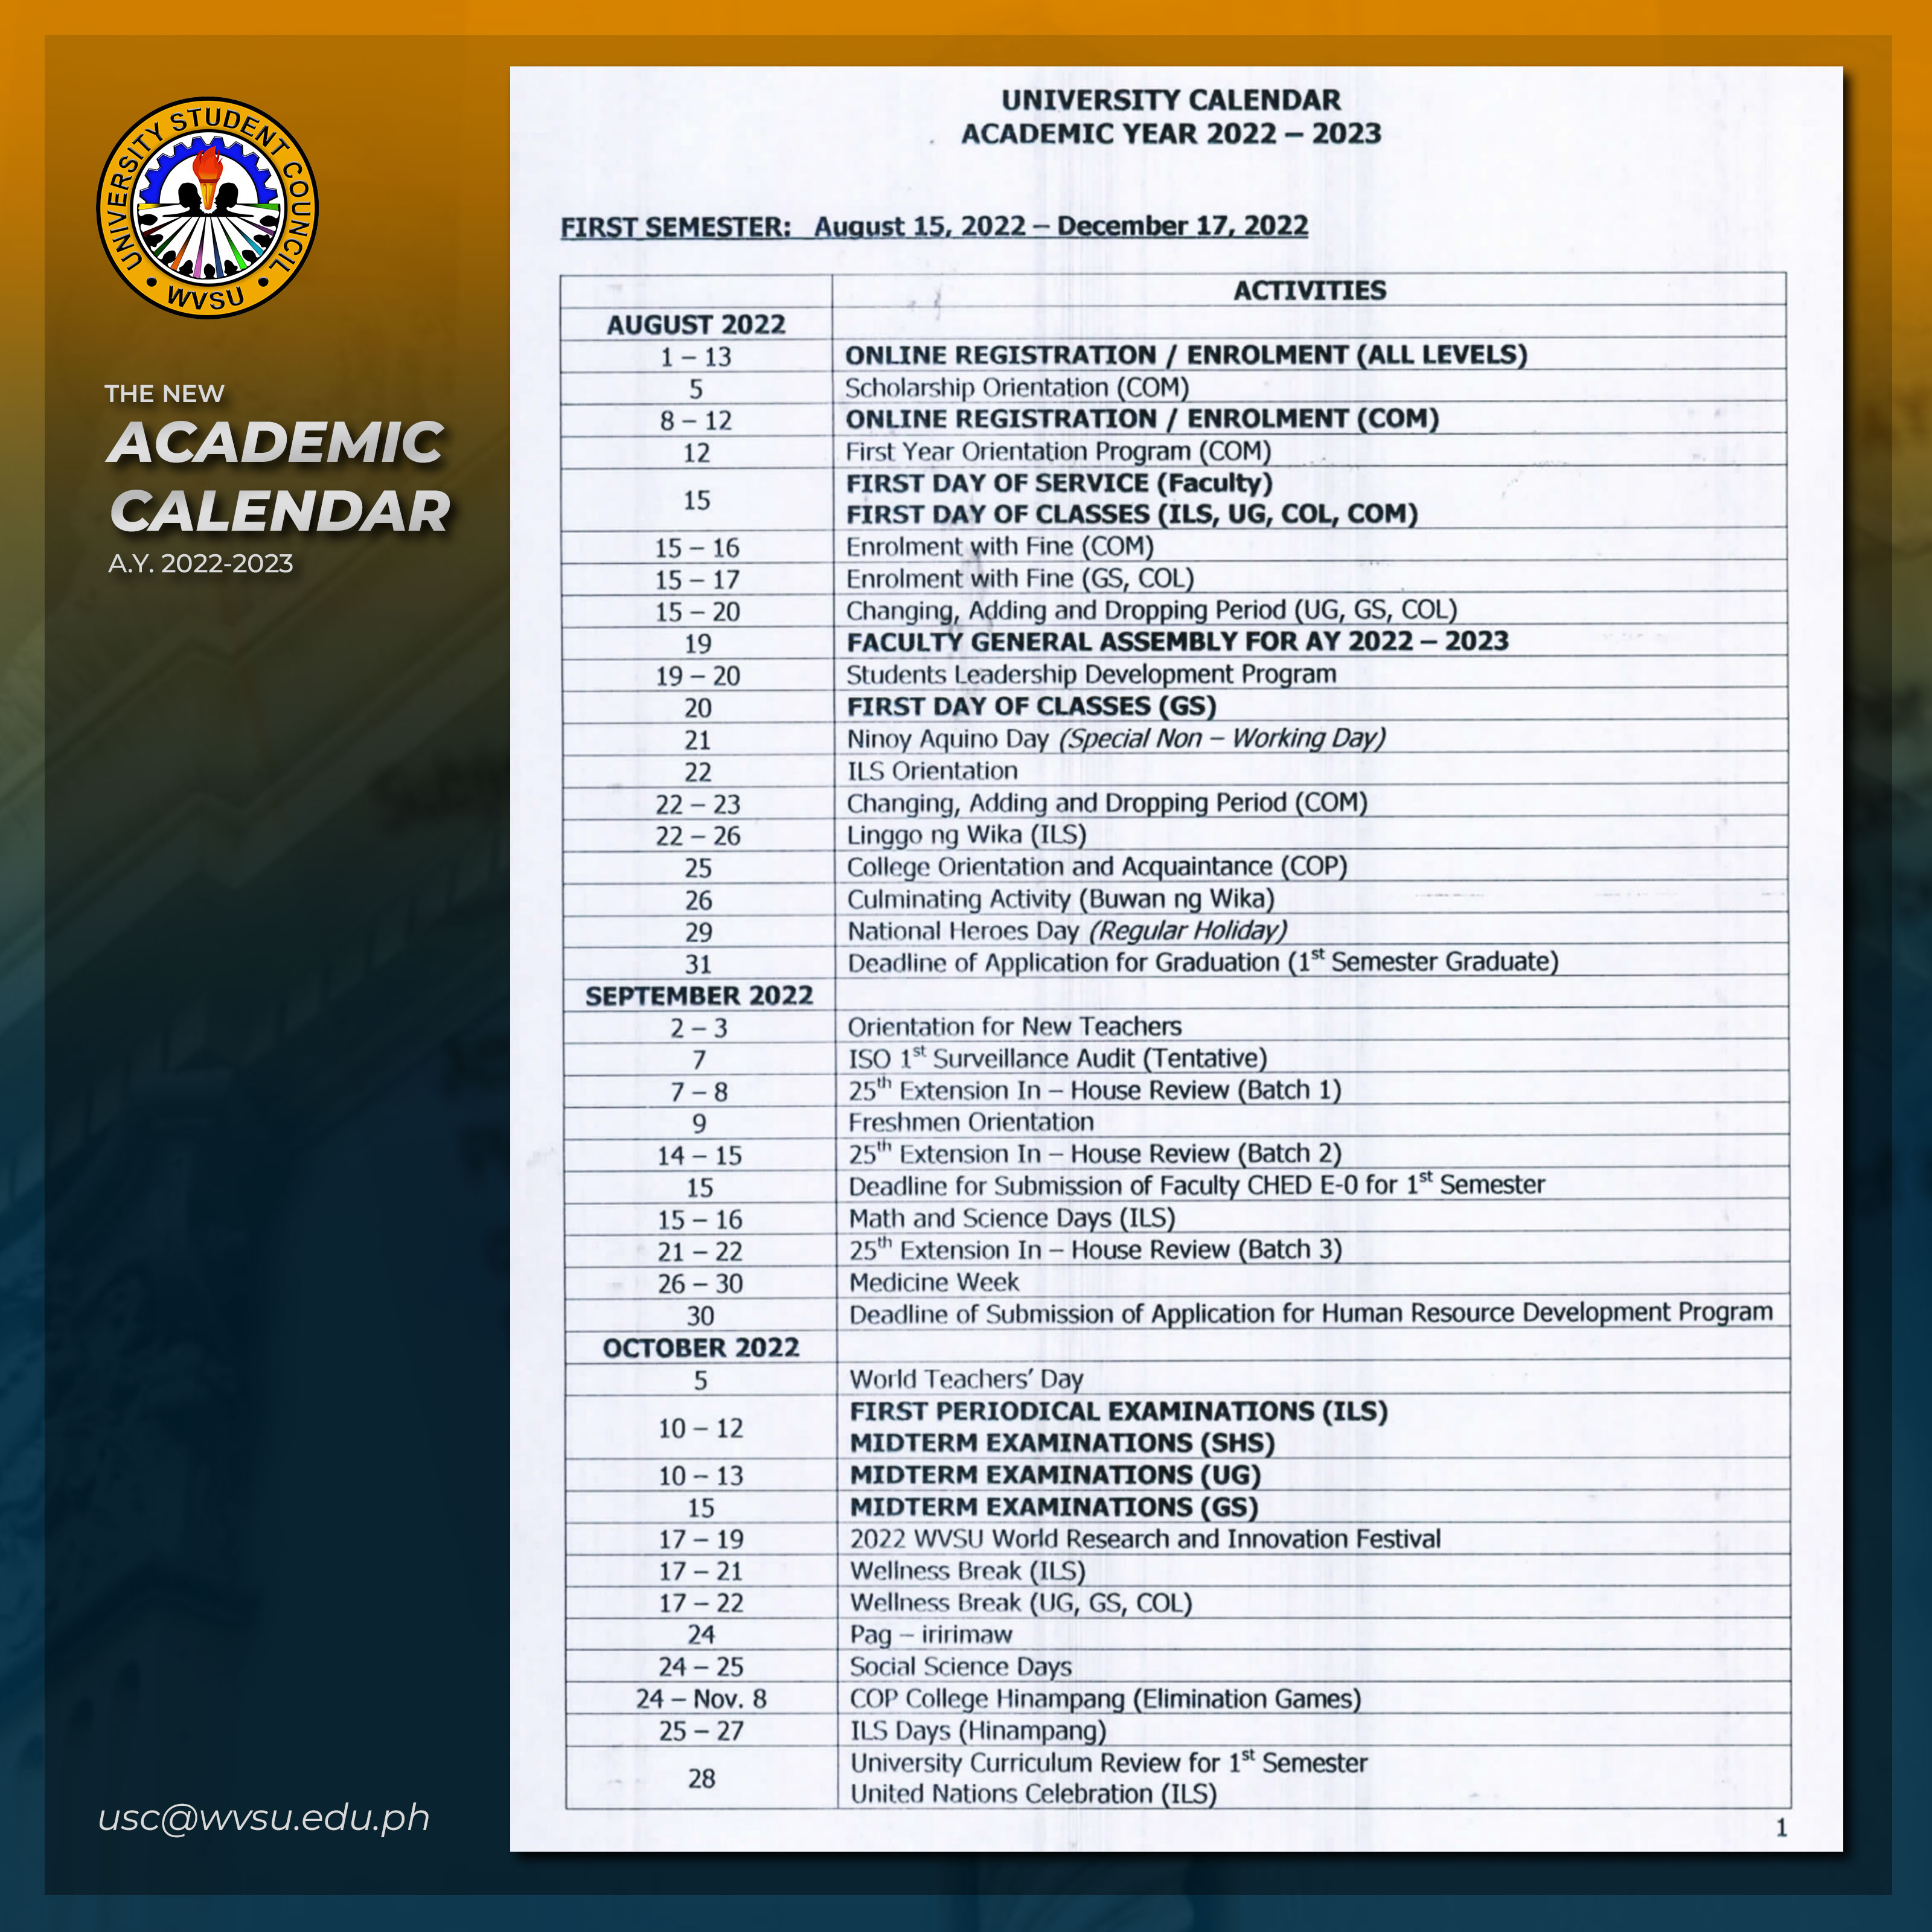 UNIVERSITY STUDENT COUNCIL
• WVSU •
THE NEW
ACADEMIC
CALENDAR
A.Y. 2022-2023
usc@wvsu.edu.ph
UNIVERSITY CALENDAR
ACADEMIC YEAR 2022 – 2023
FIRST SEMESTER: August 15, 2022 – December 17, 2022
ACTIVITIES
AUGUST 2022
1 – 13 ONLINE REGISTRATION / ENROLMENT (ALL LEVELS)
5 Scholarship Orientation (COM)
8 – 12 ONLINE REGISTRATION / ENROLMENT (COM)
12 First Year Orientation Program (COM)
15 FIRST DAY OF SERVICE (Faculty)
FIRST DAY OF CLASSES (ILS, UG, COL, COM)
15 – 16 Enrolment with Fine (COM)
15 – 17 Enrolment with Fine (GS, COL)
15 – 20 Changing, Adding and Dropping Period (UG, GS, COL)
19 FACULTY GENERAL ASSEMBLY FOR AY 2022 – 2023
19 – 20 Students Leadership Development Program
20 FIRST DAY OF CLASSES (GS)
21 Ninoy Aquino Day (Special Non – Working Day)
22 ILS Orientation
22 – 23 Changing, Adding and Dropping Period (COM)
22 – 26 Linggo ng Wika (ILS)
25 College Orientation and Acquaintance (COP)
26 Culminating Activity (Buwan ng Wika)
29 National Heroes Day (Regular Holiday)
31 Deadline of Application for Graduation (1st Semester Graduate)
SEPTEMBER 2022
2 – 3 Orientation for New Teachers
7 ISO 1st Surveillance Audit (Tentative)
7 – 8 25th Extension In – House Review (Batch 1)
9 Freshmen Orientation
14 – 15 25th Extension In – House Review (Batch 2)
15 Deadline for Submission of Faculty CHED E-0 for 1st Semester
15 – 16 Math and Science Days (ILS)
21 – 22 25th Extension In – House Review (Batch 3)
26 – 30 Medicine Week
30 Deadline of Submission of Application for Human Resource Development Program
OCTOBER 2022
5 World Teachers' Day
10 – 12 FIRST PERIODICAL EXAMINATIONS (ILS)
MIDTERM EXAMINATIONS (SHS)
10 – 13 MIDTERM EXAMINATIONS (UG)
15 MIDTERM EXAMINATIONS (GS)
17 – 19 2022 WVSU World Research and Innovation Festival
17 – 21 Wellness Break (ILS)
17 – 22 Wellness Break (UG, GS, COL)
24 Pag – iririmaw
24 – 25 Social Science Days
24 – Nov. 8 COP College Hinampang (Elimination Games)
25 – 27 ILS Days (Hinampang)
28 University Curriculum Review for 1st Semester
United Nations Celebration (ILS)
1